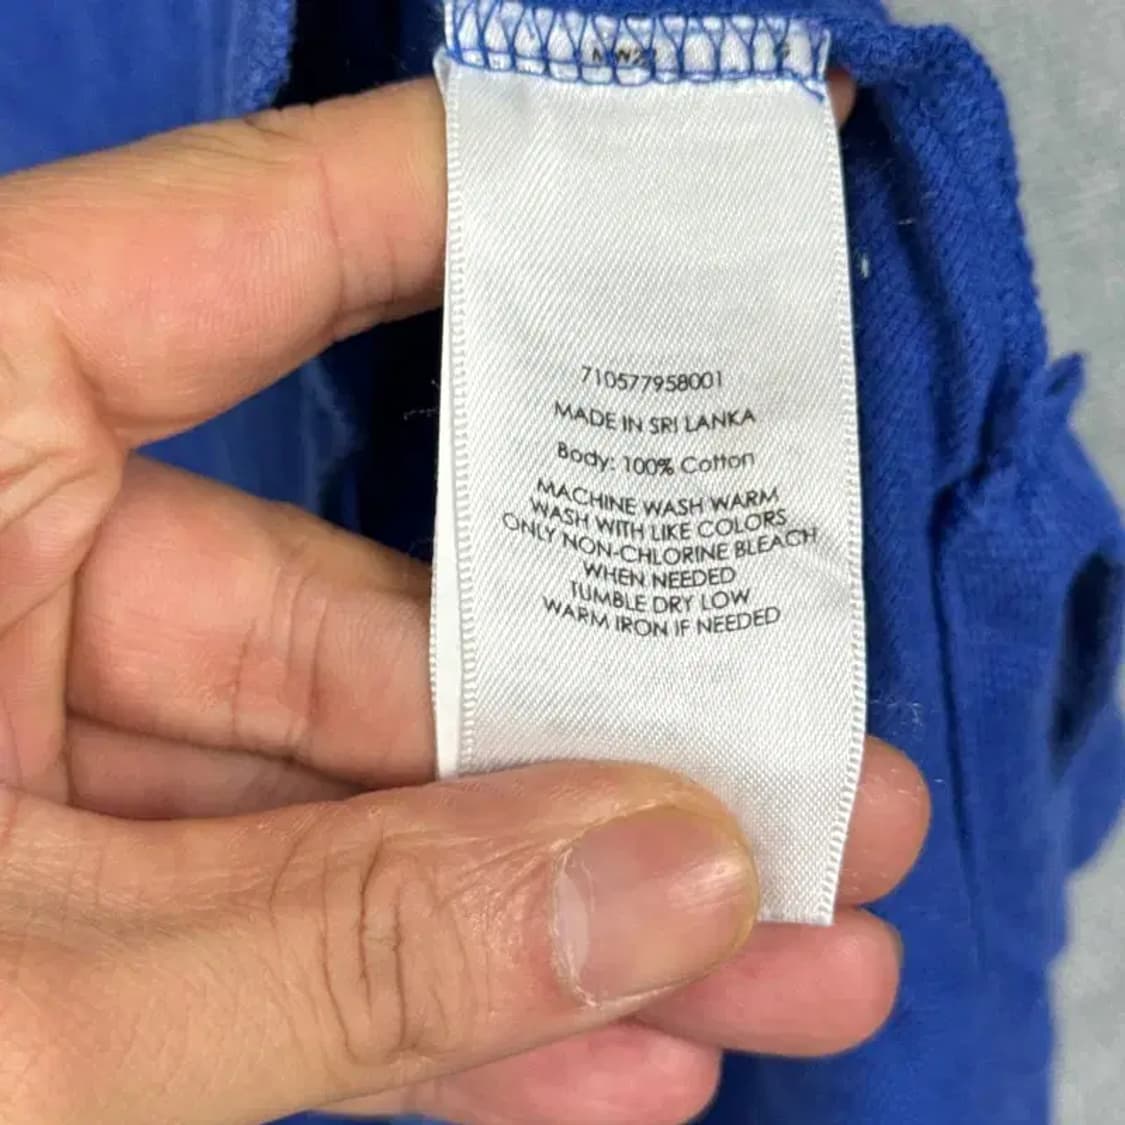 710577958001
MADE IN SRI LANKA
Body: 100% Cotton
MACHINE WASH WARM
WASH WITH LIKE COLORS
ONLY NON-CHLORINE BLEACH
WHEN NEEDED
TUMBLE DRY LOW
WARM IRON IF NEEDED